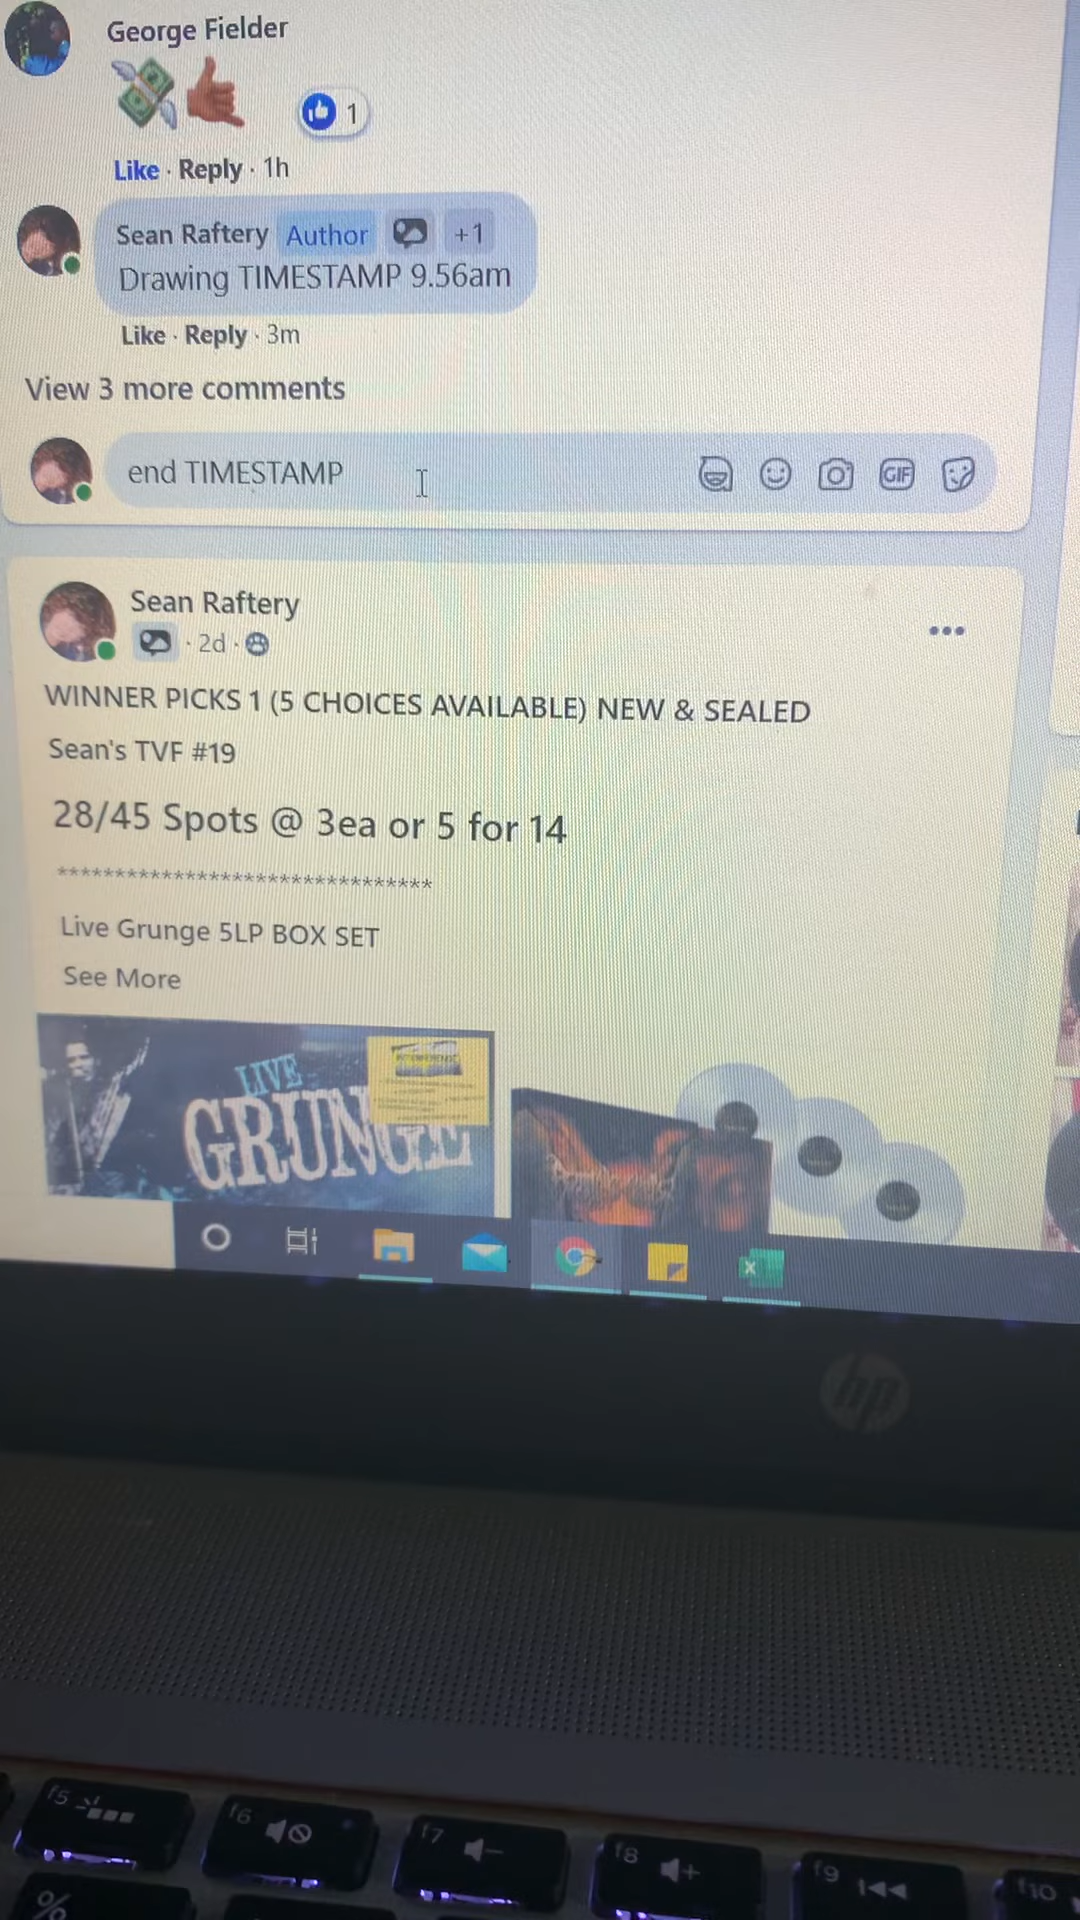 George Fielder
1
Like · Reply · 1h
Sean Raftery Author +1
Drawing TIMESTAMP 9.56am
Like · Reply · 3m
View 3 more comments
end TIMESTAMP
GIF
Sean Raftery
· 2d ·
WINNER PICKS 1 (5 CHOICES AVAILABLE) NEW & SEALED
Sean's TVF #19
28/45 Spots @ 3ea or 5 for 14
********************************
Live Grunge 5LP BOX SET
See More
LIVE
GRUNGE
hp
f5
f6
f7
f8
f9
f10
%